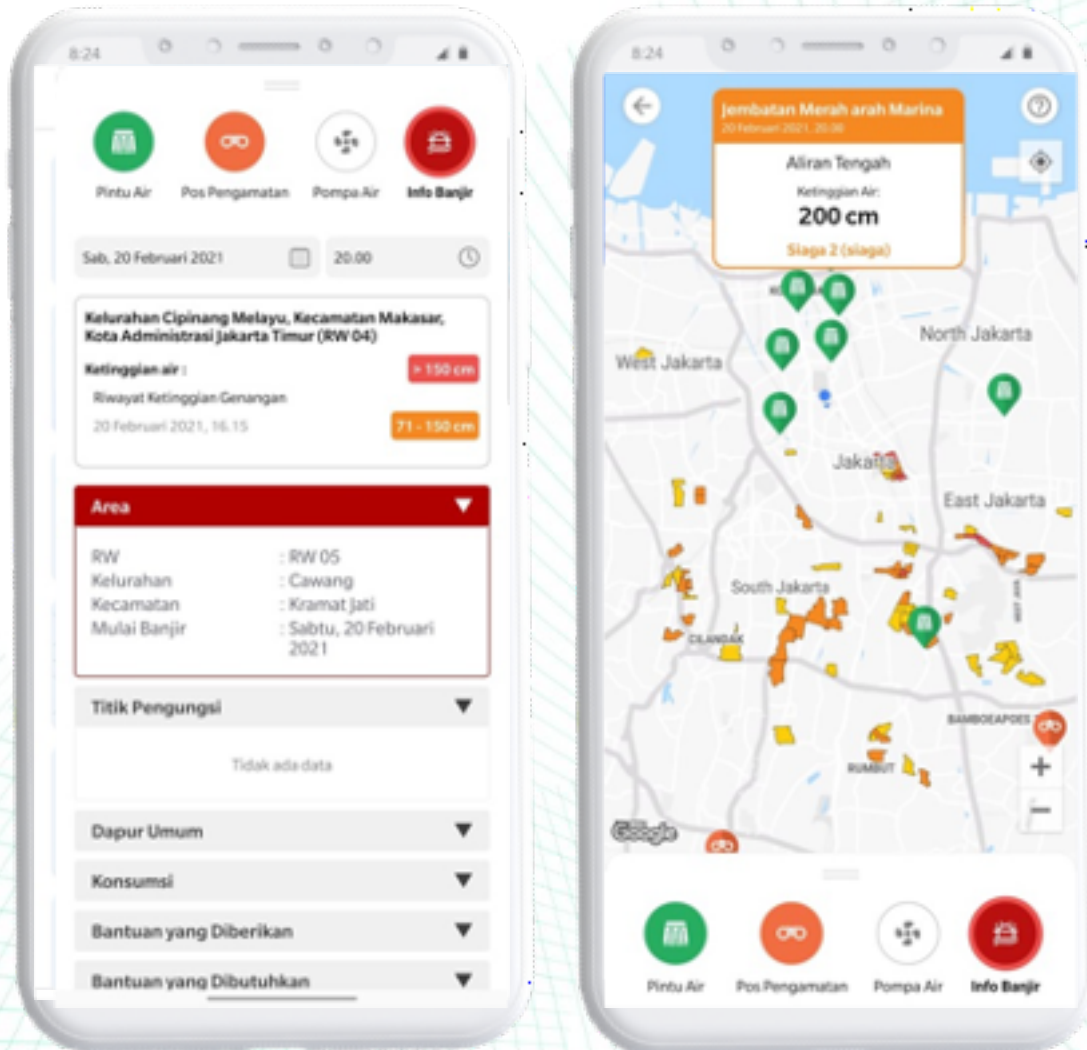 8:24
Pintu Air
Pos Pengamatan
Pompa Air
Info Banjir
Sab, 20 Februari 2021
20.00
Kelurahan Cipinang Melayu, Kecamatan Makasar,
Kota Administrasi Jakarta Timur (RW 04)
Ketinggian air :
> 150 cm
Riwayat Ketinggian Genangan
20 Februari 2021, 16.15
71 - 150 cm
Area
RW : RW 05
Kelurahan : Cawang
Kecamatan : Kramat Jati
Mulai Banjir : Sabtu, 20 Februari
2021
Titik Pengungsi
Tidak ada data
Dapur Umum
Konsumsi
Bantuan yang Diberikan
Bantuan yang Dibutuhkan
8:24
Jembatan Merah arah Marina
20 Februari 2021, 20.00
Aliran Tengah
Ketinggian Air:
200 cm
Siaga 2 (siaga)
North Jakarta
West Jakarta
Jakarta
East Jakarta
South Jakarta
CILANDAK
BAMBOEAPOES
RUMBUT
Google
Pintu Air
Pos Pengamatan
Pompa Air
Info Banjir